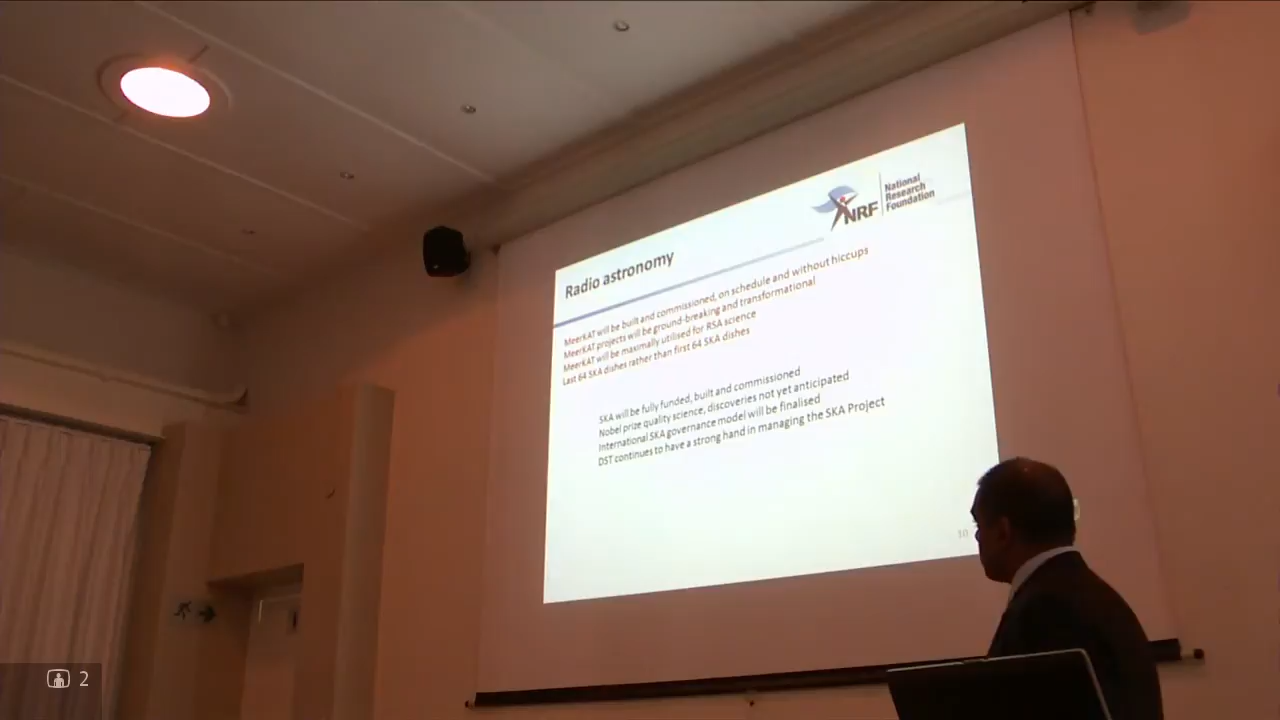 NRF
National
Research
Foundation
Radio astronomy
MeerKAT will be built and commissioned, on schedule and without hiccups
MeerKAT projects will be ground-breaking and transformational
MeerKAT will be maximally utilised for RSA science
Last 64 SKA dishes rather than first 64 SKA dishes
SKA will be fully funded, built and commissioned
Nobel prize quality science, discoveries not yet anticipated
International SKA governance model will be finalised
DST continues to have a strong hand in managing the SKA Project
10
2